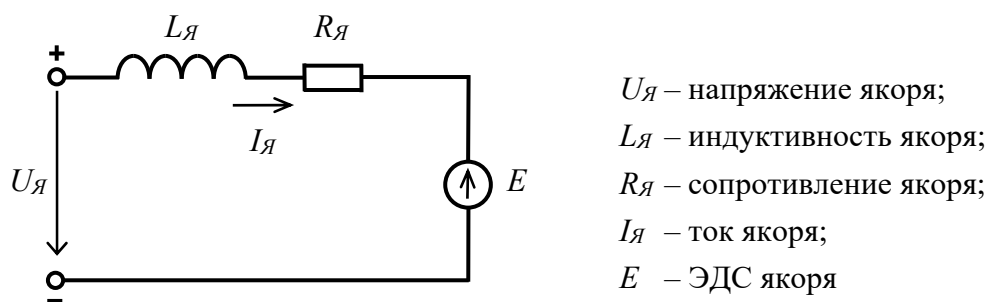 Lя Rя
+
Iя
Uя
E
–
Uя – напряжение якоря;
Lя – индуктивность якоря;
Rя – сопротивление якоря;
Iя – ток якоря;
E – ЭДС якоря